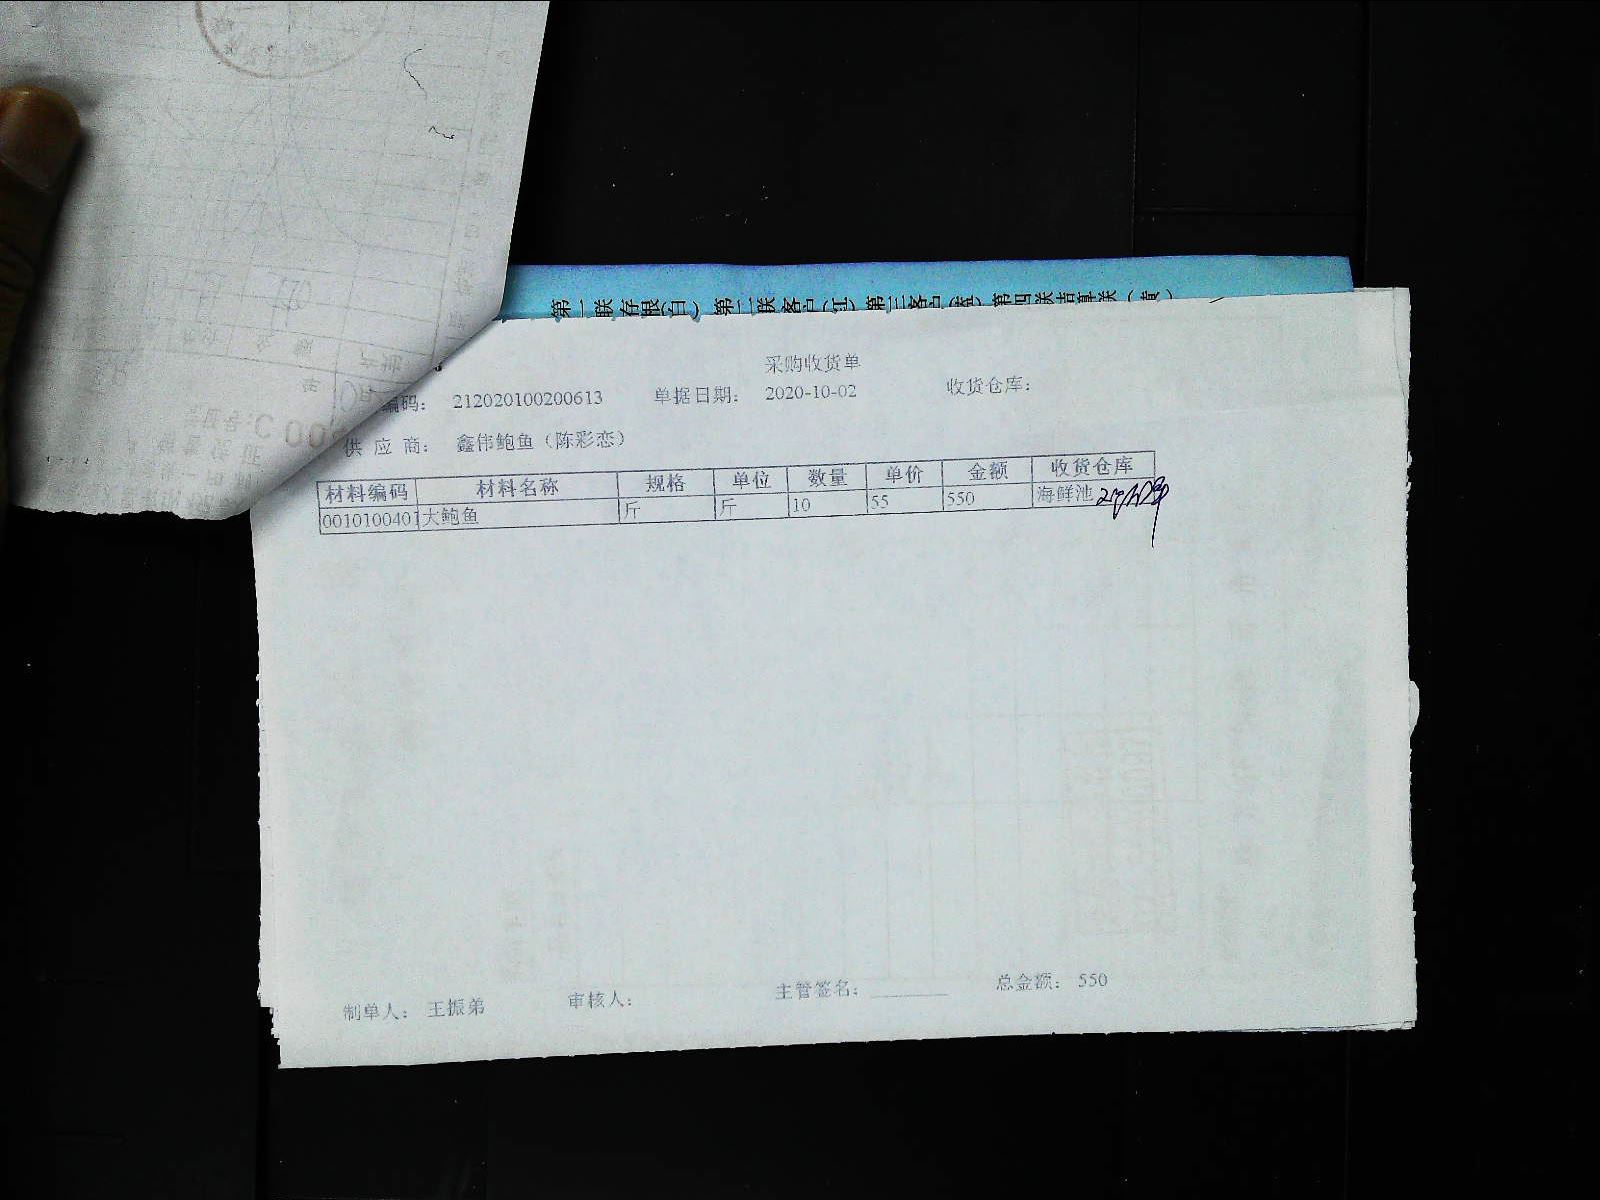 第一联存根(白) 第二联客户(红) 第三客户(蓝) 第四联结算联(黄)
采购收货单
编码: 212020100200613 单据日期: 2020-10-02 收货仓库:
供应商: 鑫伟鲍鱼(陈彩恋)
材料编码 材料名称 规格 单位 数量 单价 金额 收货仓库
0010100401 大鲍鱼 斤 斤 10 55 550 海鲜池
制单人: 王振弟 审核人: 主管签名: 总金额: 550